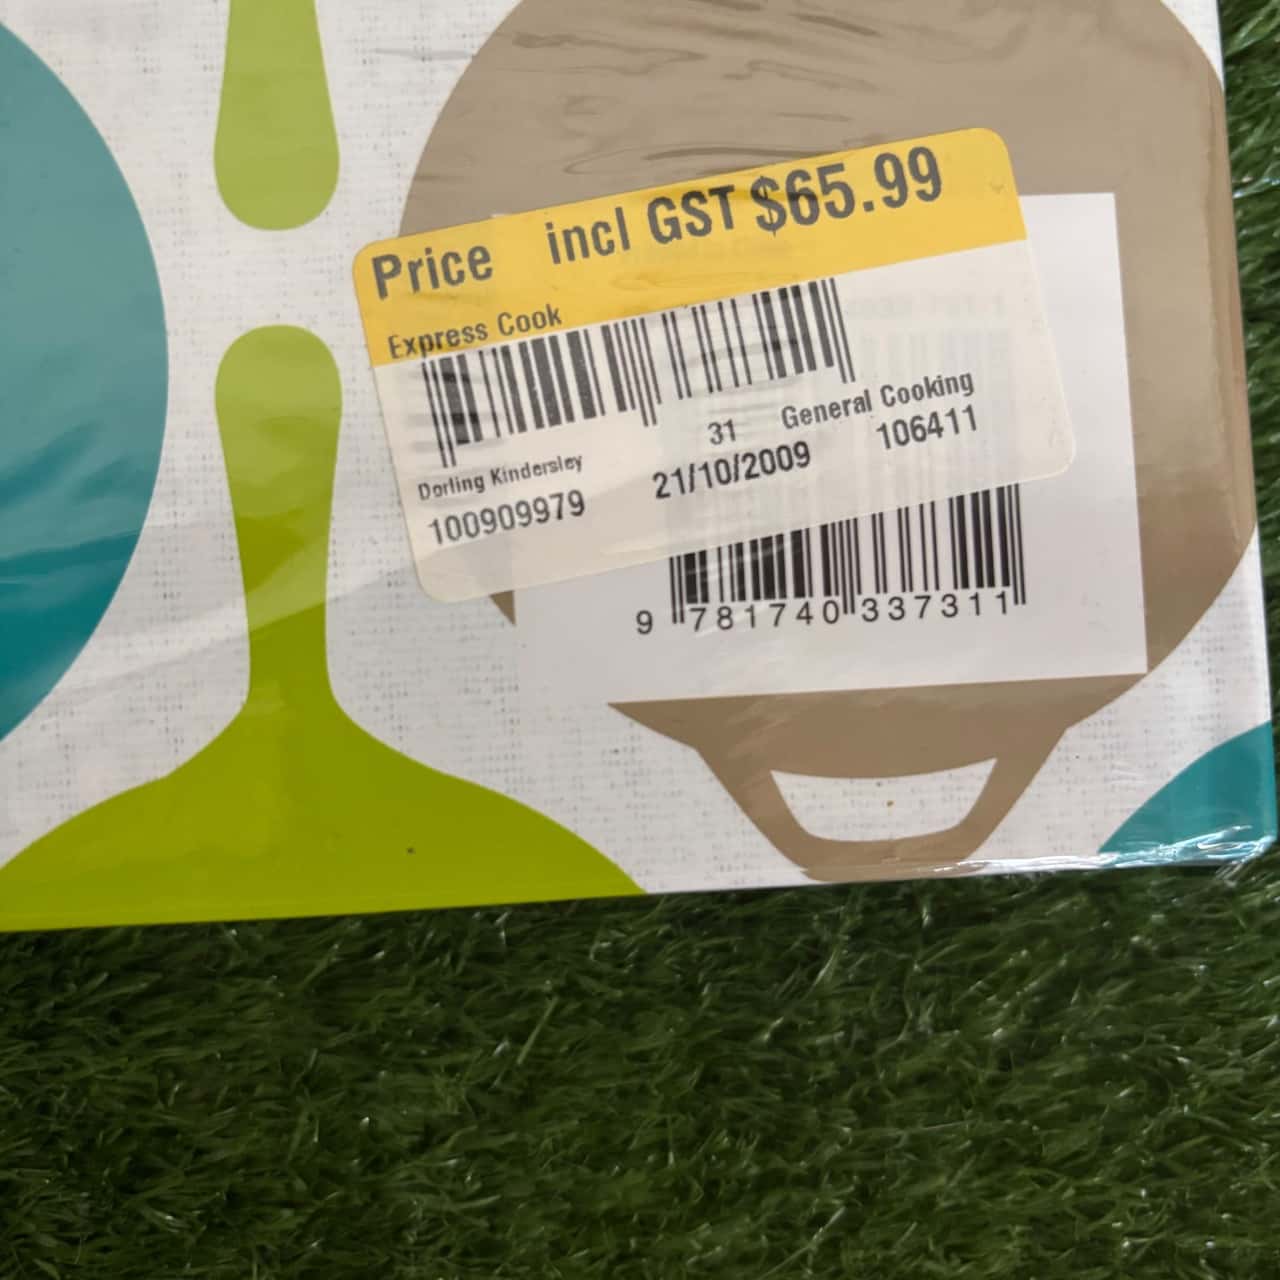 Price incl GST $65.99
Express Cook
31 General Cooking
Dorling Kindersley 21/10/2009 106411
100909979
9 781740 337311